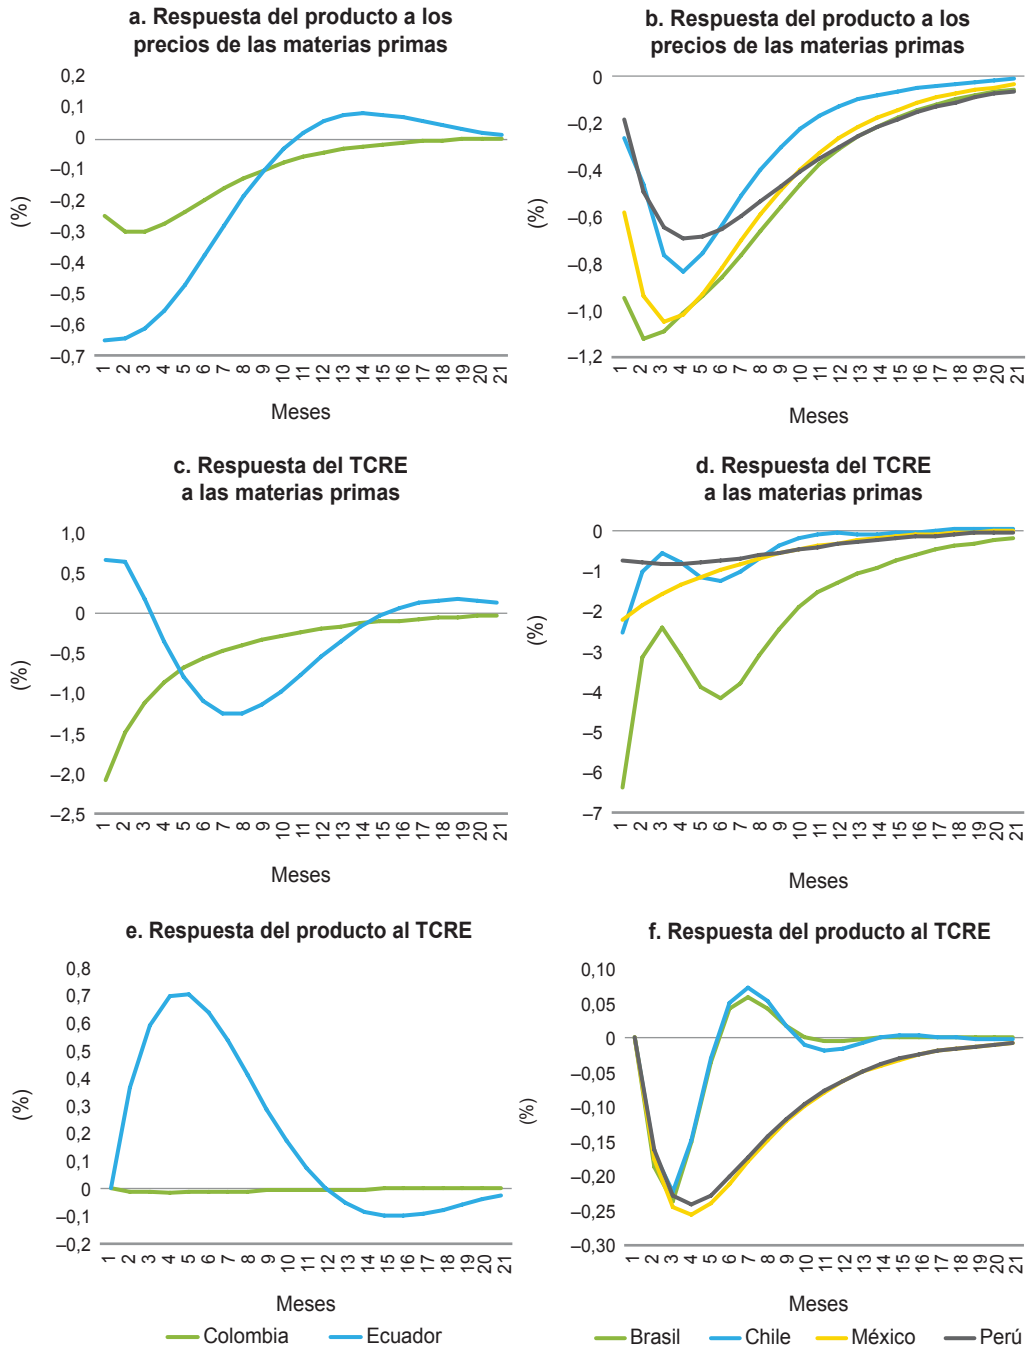 a. Respuesta del producto a los
precios de las materias primas
0,2
0,1
0
–0,1
–0,2
–0,3
–0,4
–0,5
–0,6
–0,7
(%)
1 2 3 4 5 6 7 8 9 10 11 12 13 14 15 16 17 18 19 20 21
Meses
b. Respuesta del producto a los
precios de las materias primas
0
–0,2
–0,4
–0,6
–0,8
–1,0
–1,2
(%)
1 2 3 4 5 6 7 8 9 10 11 12 13 14 15 16 17 18 19 20 21
Meses
c. Respuesta del TCRE
a las materias primas
1,0
0,5
0
–0,5
–1,0
–1,5
–2,0
–2,5
(%)
1 2 3 4 5 6 7 8 9 10 11 12 13 14 15 16 17 18 19 20 21
Meses
d. Respuesta del TCRE
a las materias primas
0
–1
–2
–3
–4
–5
–6
–7
(%)
1 2 3 4 5 6 7 8 9 10 11 12 13 14 15 16 17 18 19 20 21
Meses
e. Respuesta del producto al TCRE
0,8
0,7
0,6
0,5
0,4
0,3
0,2
0,1
0
–0,1
–0,2
(%)
1 2 3 4 5 6 7 8 9 10 11 12 13 14 15 16 17 18 19 20 21
Meses
Colombia Ecuador
f. Respuesta del producto al TCRE
0,10
0,05
0
–0,05
–0,10
–0,15
–0,20
–0,25
–0,30
(%)
1 2 3 4 5 6 7 8 9 10 11 12 13 14 15 16 17 18 19 20 21
Meses
Brasil Chile México Perú